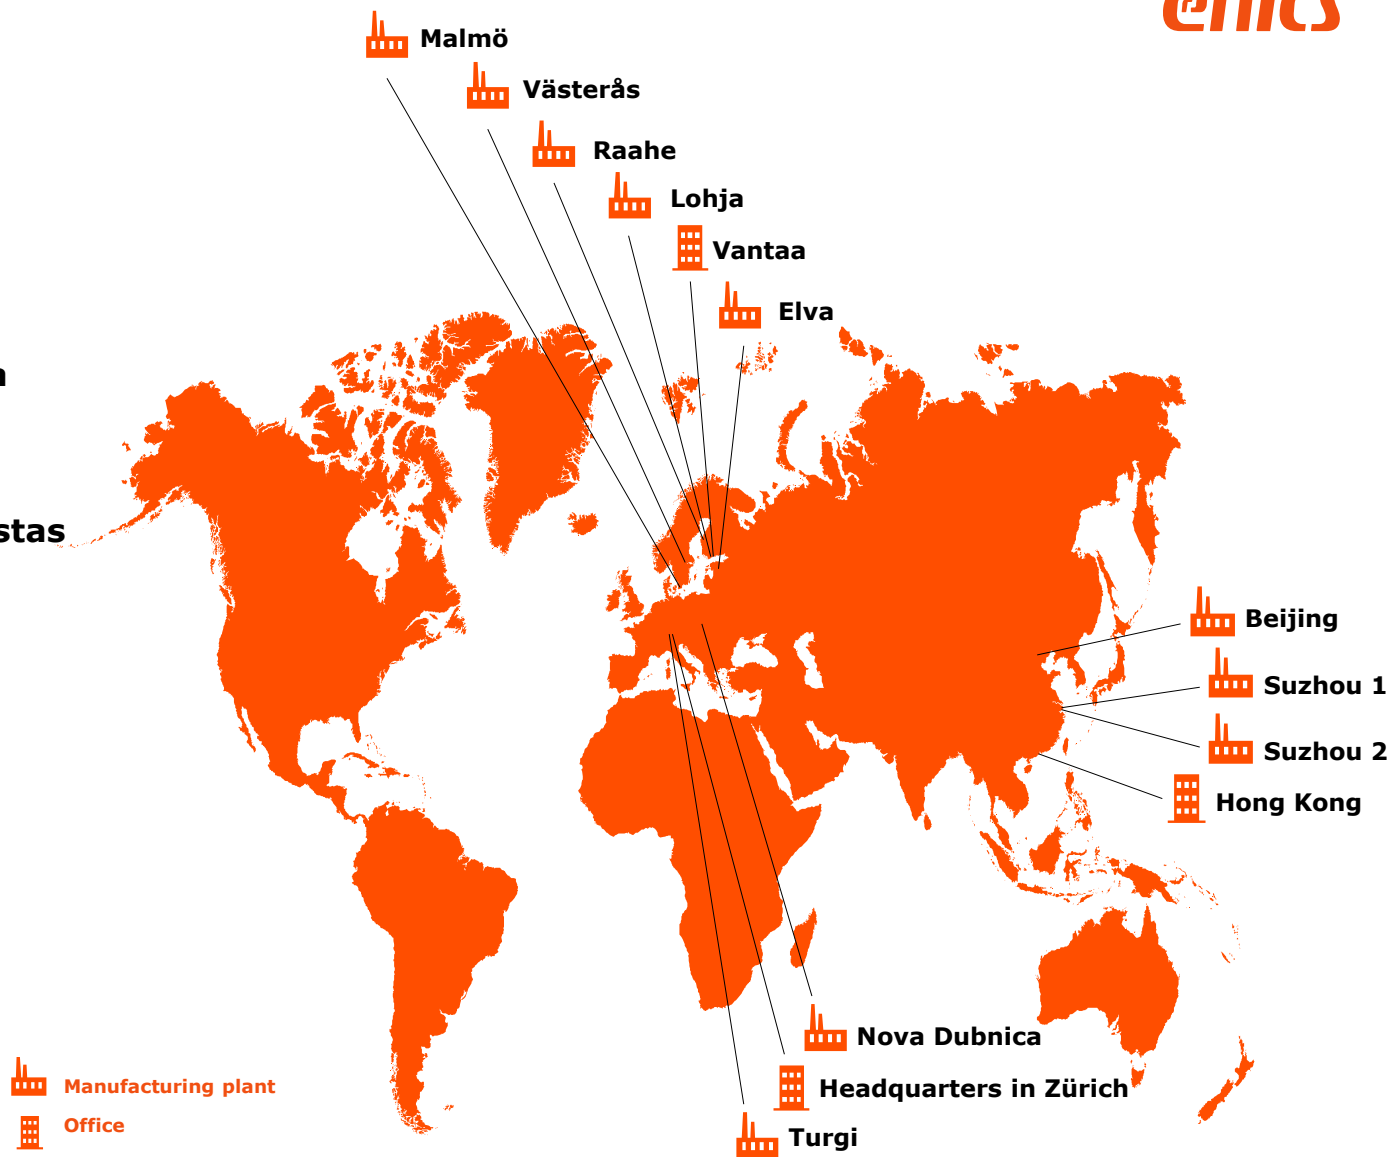 enics
Malmö
Västerås
Raahe
Lohja
Vantaa
Elva
stas
Beijing
Suzhou 1
Suzhou 2
Hong Kong
Nova Dubnica
Headquarters in Zürich
Turgi
Manufacturing plant
Office